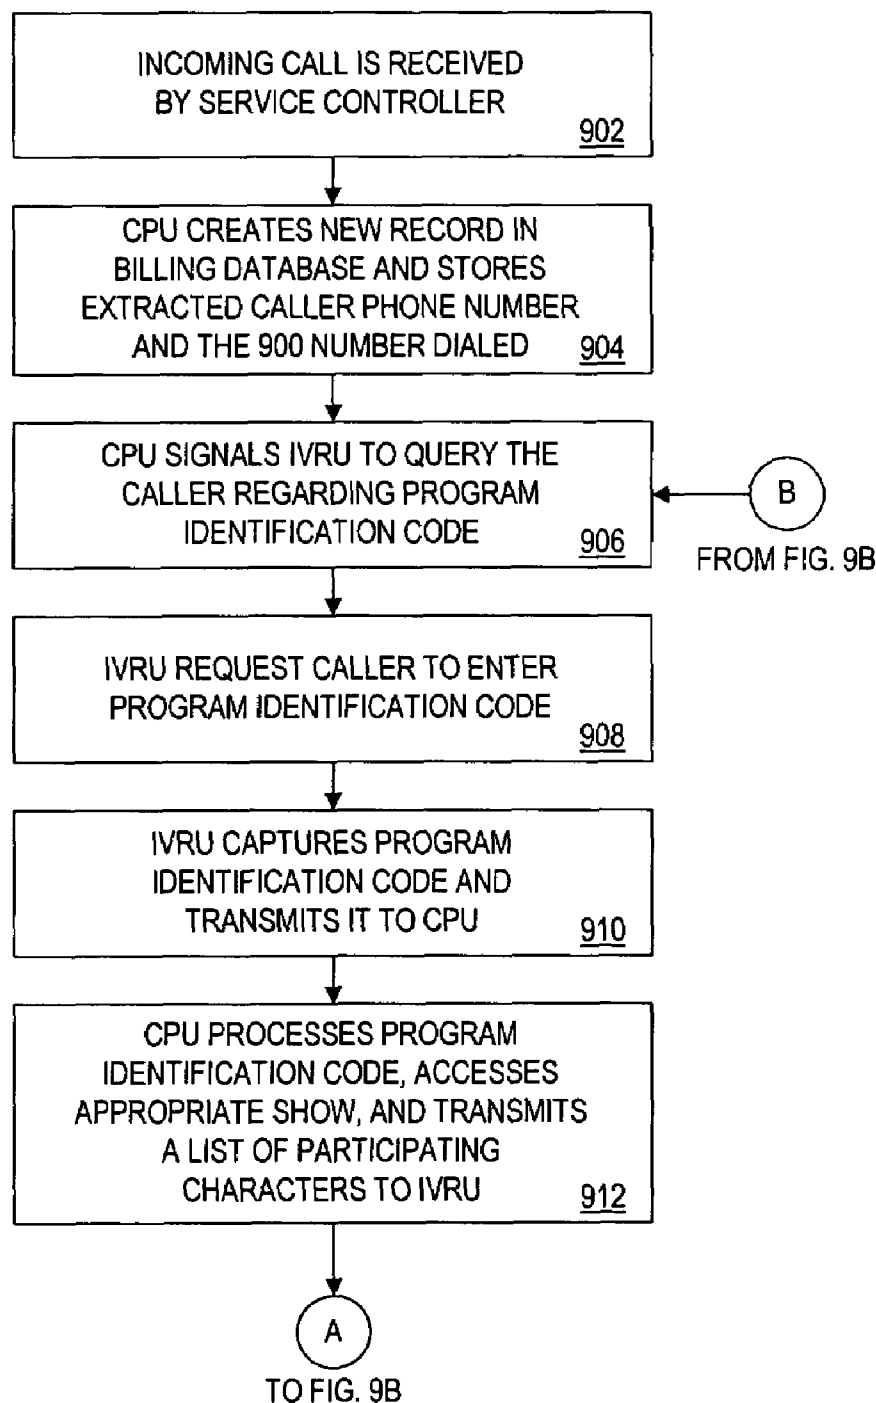 INCOMING CALL IS RECEIVED
BY SERVICE CONTROLLER
902
CPU CREATES NEW RECORD IN
BILLING DATABASE AND STORES
EXTRACTED CALLER PHONE NUMBER
AND THE 900 NUMBER DIALED
904
CPU SIGNALS IVRU TO QUERY THE
CALLER REGARDING PROGRAM
IDENTIFICATION CODE
906
B
FROM FIG. 9B
IVRU REQUEST CALLER TO ENTER
PROGRAM IDENTIFICATION CODE
908
IVRU CAPTURES PROGRAM
IDENTIFICATION CODE AND
TRANSMITS IT TO CPU
910
CPU PROCESSES PROGRAM
IDENTIFICATION CODE, ACCESSES
APPROPRIATE SHOW, AND TRANSMITS
A LIST OF PARTICIPATING
CHARACTERS TO IVRU
912
A
TO FIG. 9B